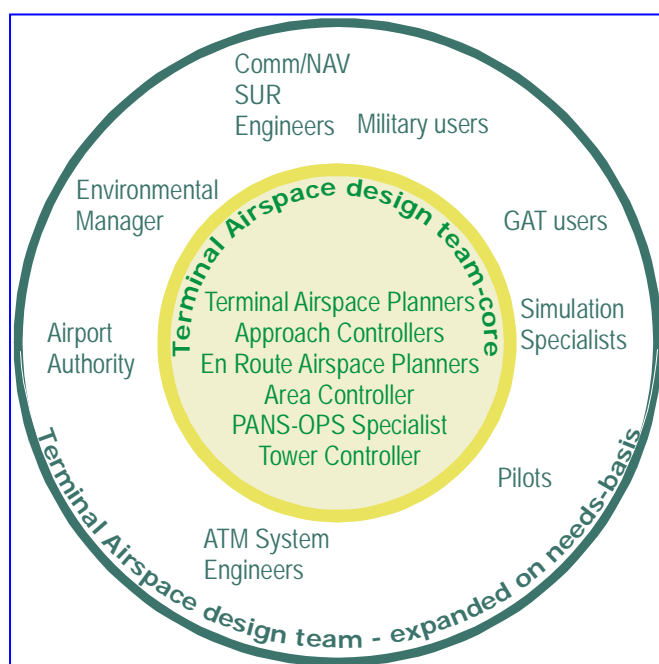 Comm/NAV
SUR
Engineers
Military users
Environmental
Manager
GAT users
Terminal Airspace design team-core
Terminal Airspace Planners
Approach Controllers
En Route Airspace Planners
Area Controller
PANS-OPS Specialist
Tower Controller
Simulation
Specialists
Airport
Authority
Pilots
ATM System
Engineers
Terminal Airspace design team - expanded on needs-basis